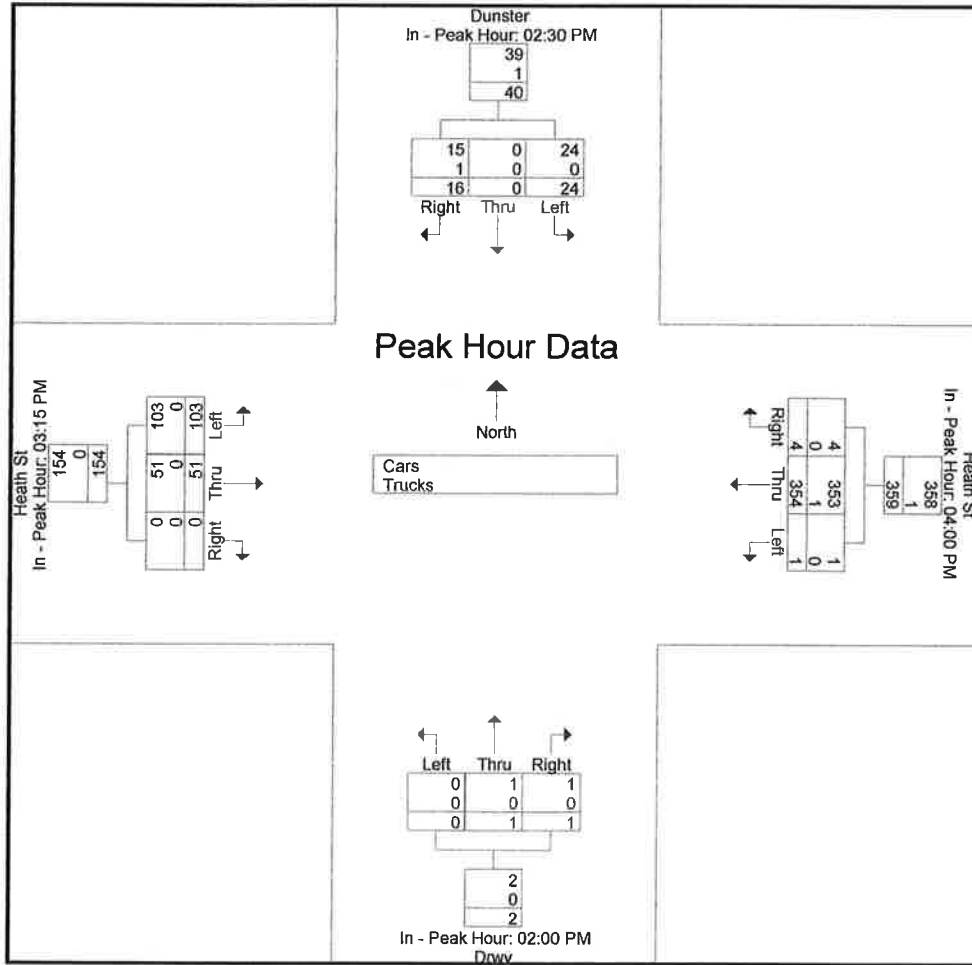 Dunster
In - Peak Hour: 02:30 PM
39
1
40
15 0 24
1 0 0
16 0 24
Right Thru Left
Peak Hour Data
North
Cars
Trucks
Heath St
In - Peak Hour: 03:15 PM
154
0
154
103 51 0
0 0 0
103 51 0
Left Thru Right
Heath St
In - Peak Hour: 04:00 PM
358
1
359
4 353 1
0 1 0
4 354 1
Right Thru Left
Left Thru Right
0 1 1
0 0 0
0 1 1
2
0
2
In - Peak Hour: 02:00 PM
Drwy